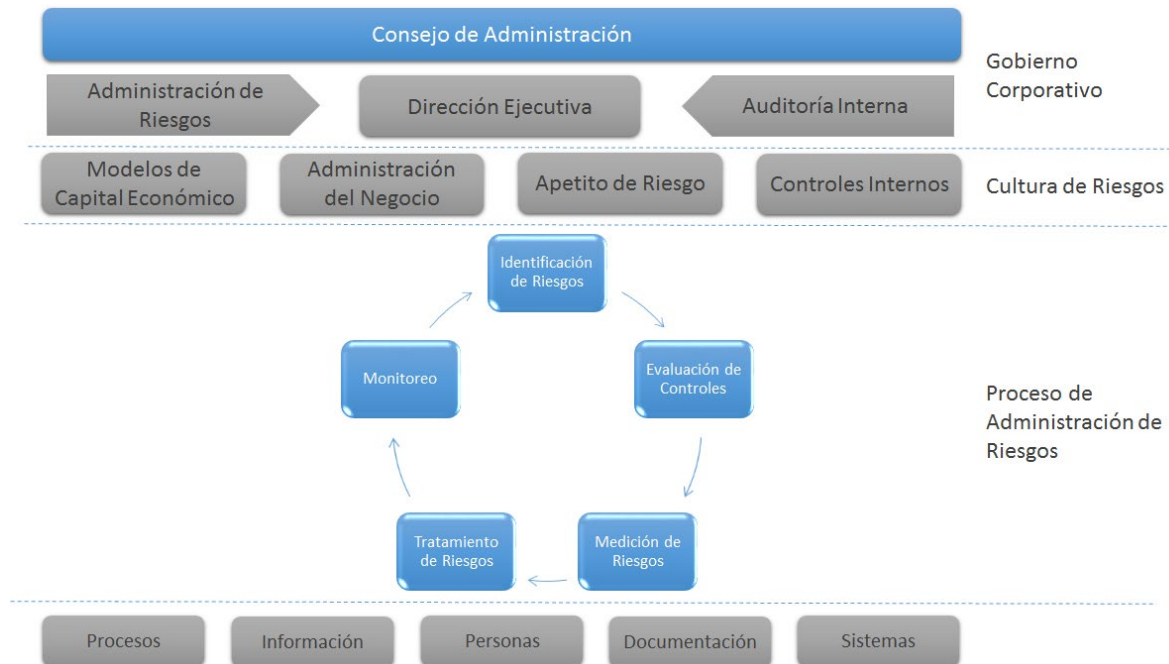 Consejo de Administración
Gobierno
Corporativo
Administración de
Riesgos
Dirección Ejecutiva
Auditoría Interna
Modelos de
Capital Económico
Administración
del Negocio
Apetito de Riesgo
Controles Internos
Cultura de Riesgos
Identificación
de Riesgos
Monitoreo
Evaluación de
Controles
Proceso de
Administración de
Riesgos
Tratamiento
de Riesgos
Medición de
Riesgos
Procesos
Información
Personas
Documentación
Sistemas